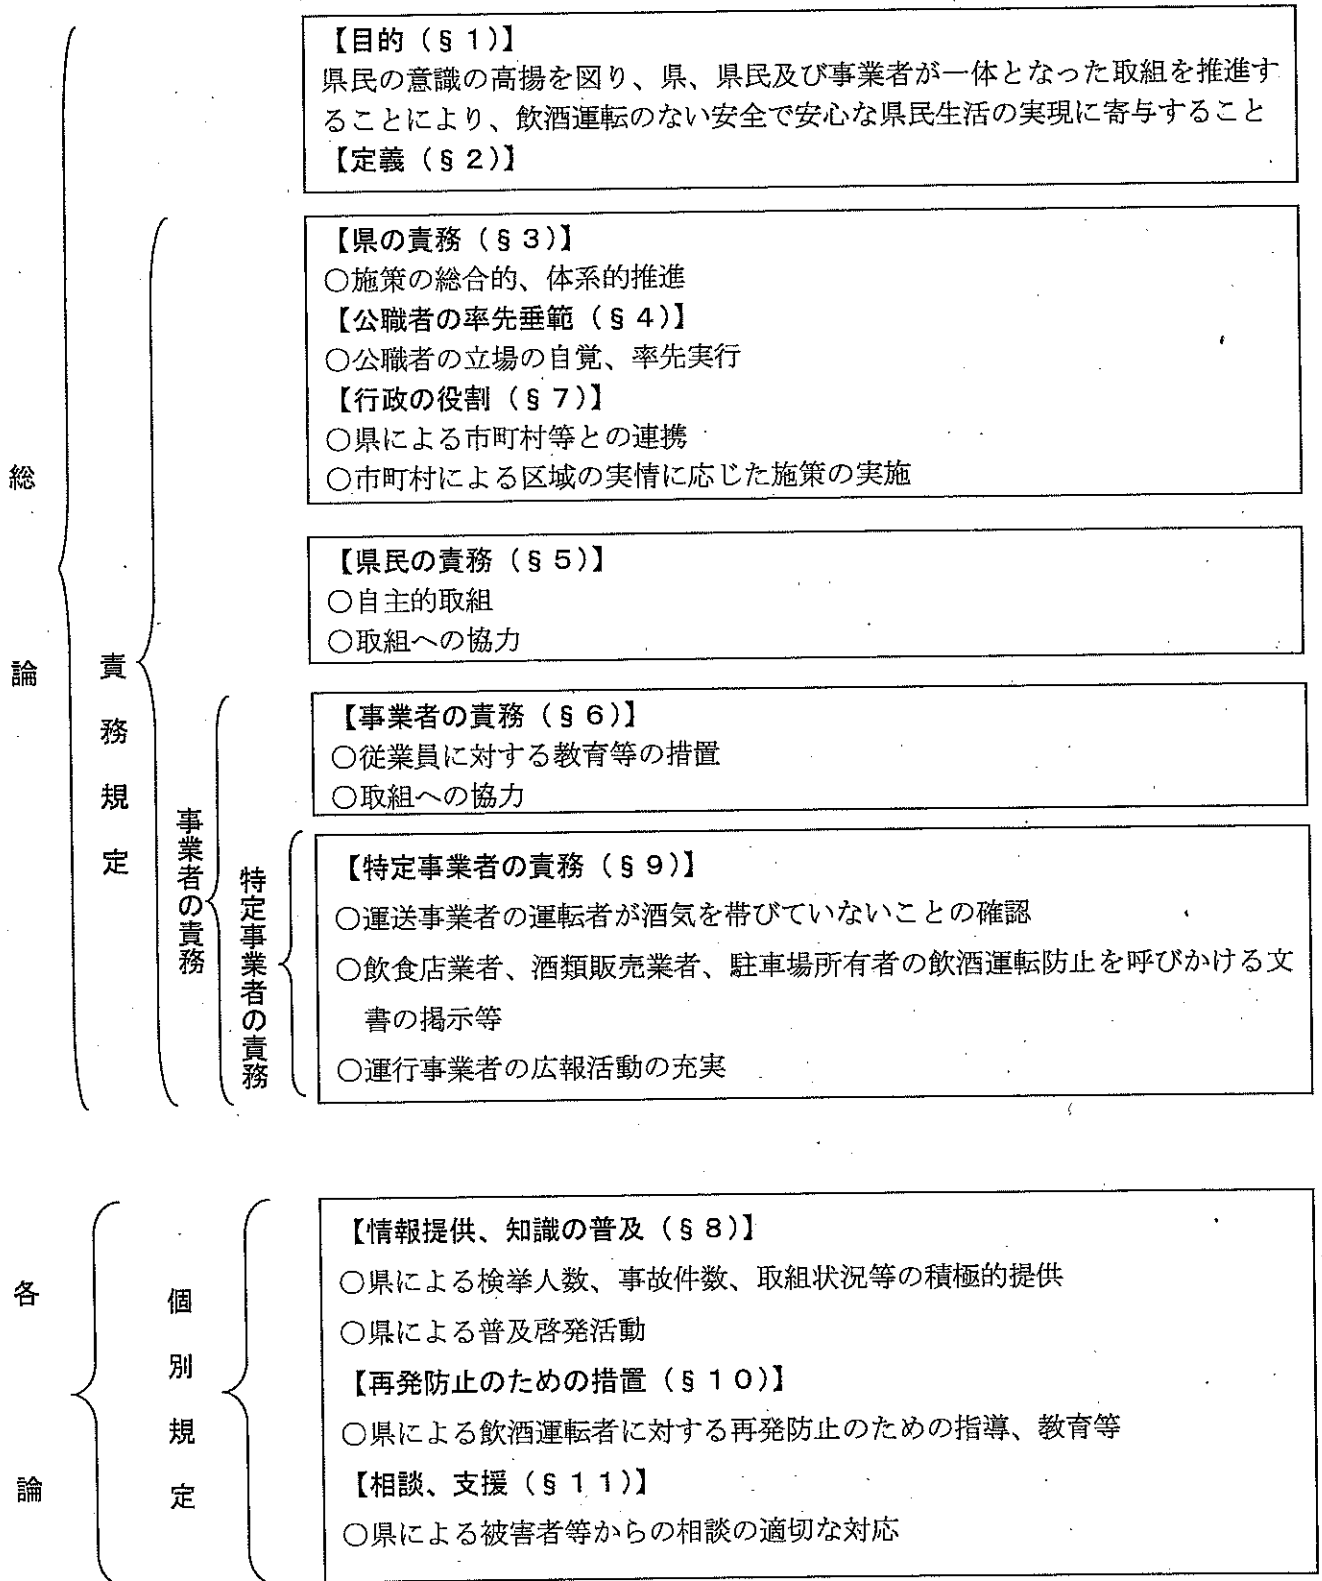 【目的（§１）】
県民の意識の高揚を図り、県、県民及び事業者が一体となった取組を推進す
ることにより、飲酒運転のない安全で安心な県民生活の実現に寄与すること
【定義（§２）】
【県の責務（§３）】
○施策の総合的、体系的推進
【公職者の率先垂範（§４）】
○公職者の立場の自覚、率先実行
【行政の役割（§７）】
○県による市町村等との連携
○市町村による区域の実情に応じた施策の実施
【県民の責務（§５）】
○自主的取組
○取組への協力
【事業者の責務（§６）】
○従業員に対する教育等の措置
○取組への協力
【特定事業者の責務（§９）】
○運送事業者の運転者が酒気を帯びていないことの確認
○飲食店業者、酒類販売業者、駐車場所有者の飲酒運転防止を呼びかける文
書の掲示等
○運行事業者の広報活動の充実
総論
責務規定
事業者の責務
特定事業者の責務
【情報提供、知識の普及（§８）】
○県による検挙人数、事故件数、取組状況等の積極的提供
○県による普及啓発活動
【再発防止のための措置（§１０）】
○県による飲酒運転者に対する再発防止のための指導、教育等
【相談、支援（§１１）】
○県による被害者等からの相談の適切な対応
各論
個別規定